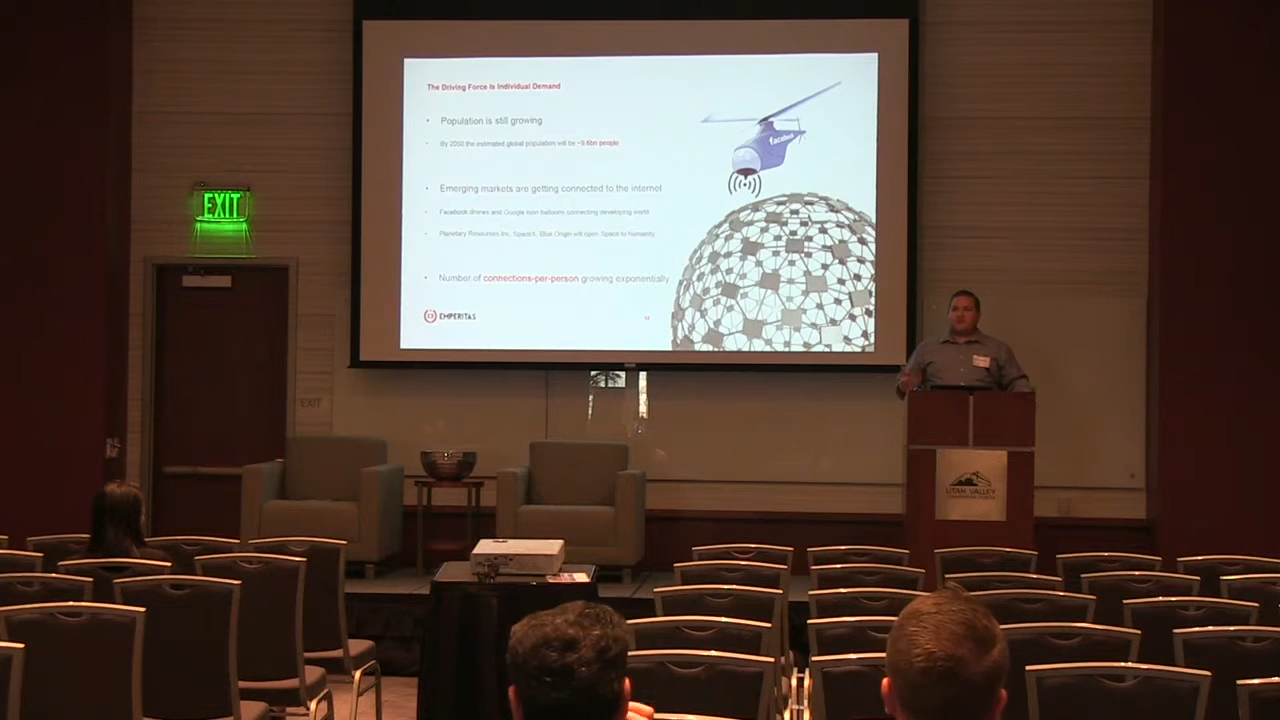 The Driving Force Is Individual Demand
• Population is still growing
• By 2050 the estimated global population will be ~9.6bn people
• Emerging markets are getting connected to the internet
• Facebook drones and Google loon balloons connecting developing world
• Planetary Resources Inc, SpaceX, Blue Origin will open Space to humanity
• Number of connections-per-person growing exponentially
EMPERITAS
facebook
EXIT
EXIT
UTAH VALLEY
CONVENTION CENTER